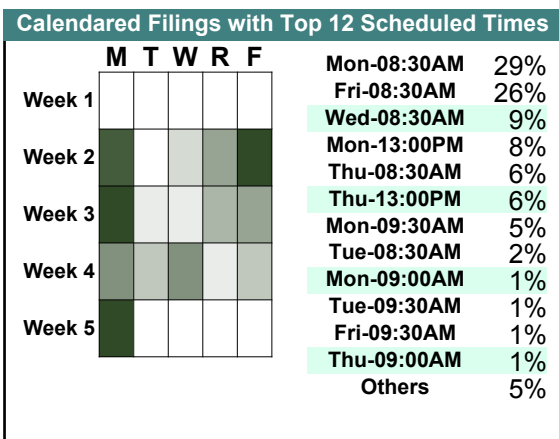 Calendared Filings with Top 12 Scheduled Times
M T W R F
Week 1
Week 2
Week 3
Week 4
Week 5
Mon-08:30AM 29%
Fri-08:30AM 26%
Wed-08:30AM 9%
Mon-13:00PM 8%
Thu-08:30AM 6%
Thu-13:00PM 6%
Mon-09:30AM 5%
Tue-08:30AM 2%
Mon-09:00AM 1%
Tue-09:30AM 1%
Fri-09:30AM 1%
Thu-09:00AM 1%
Others 5%